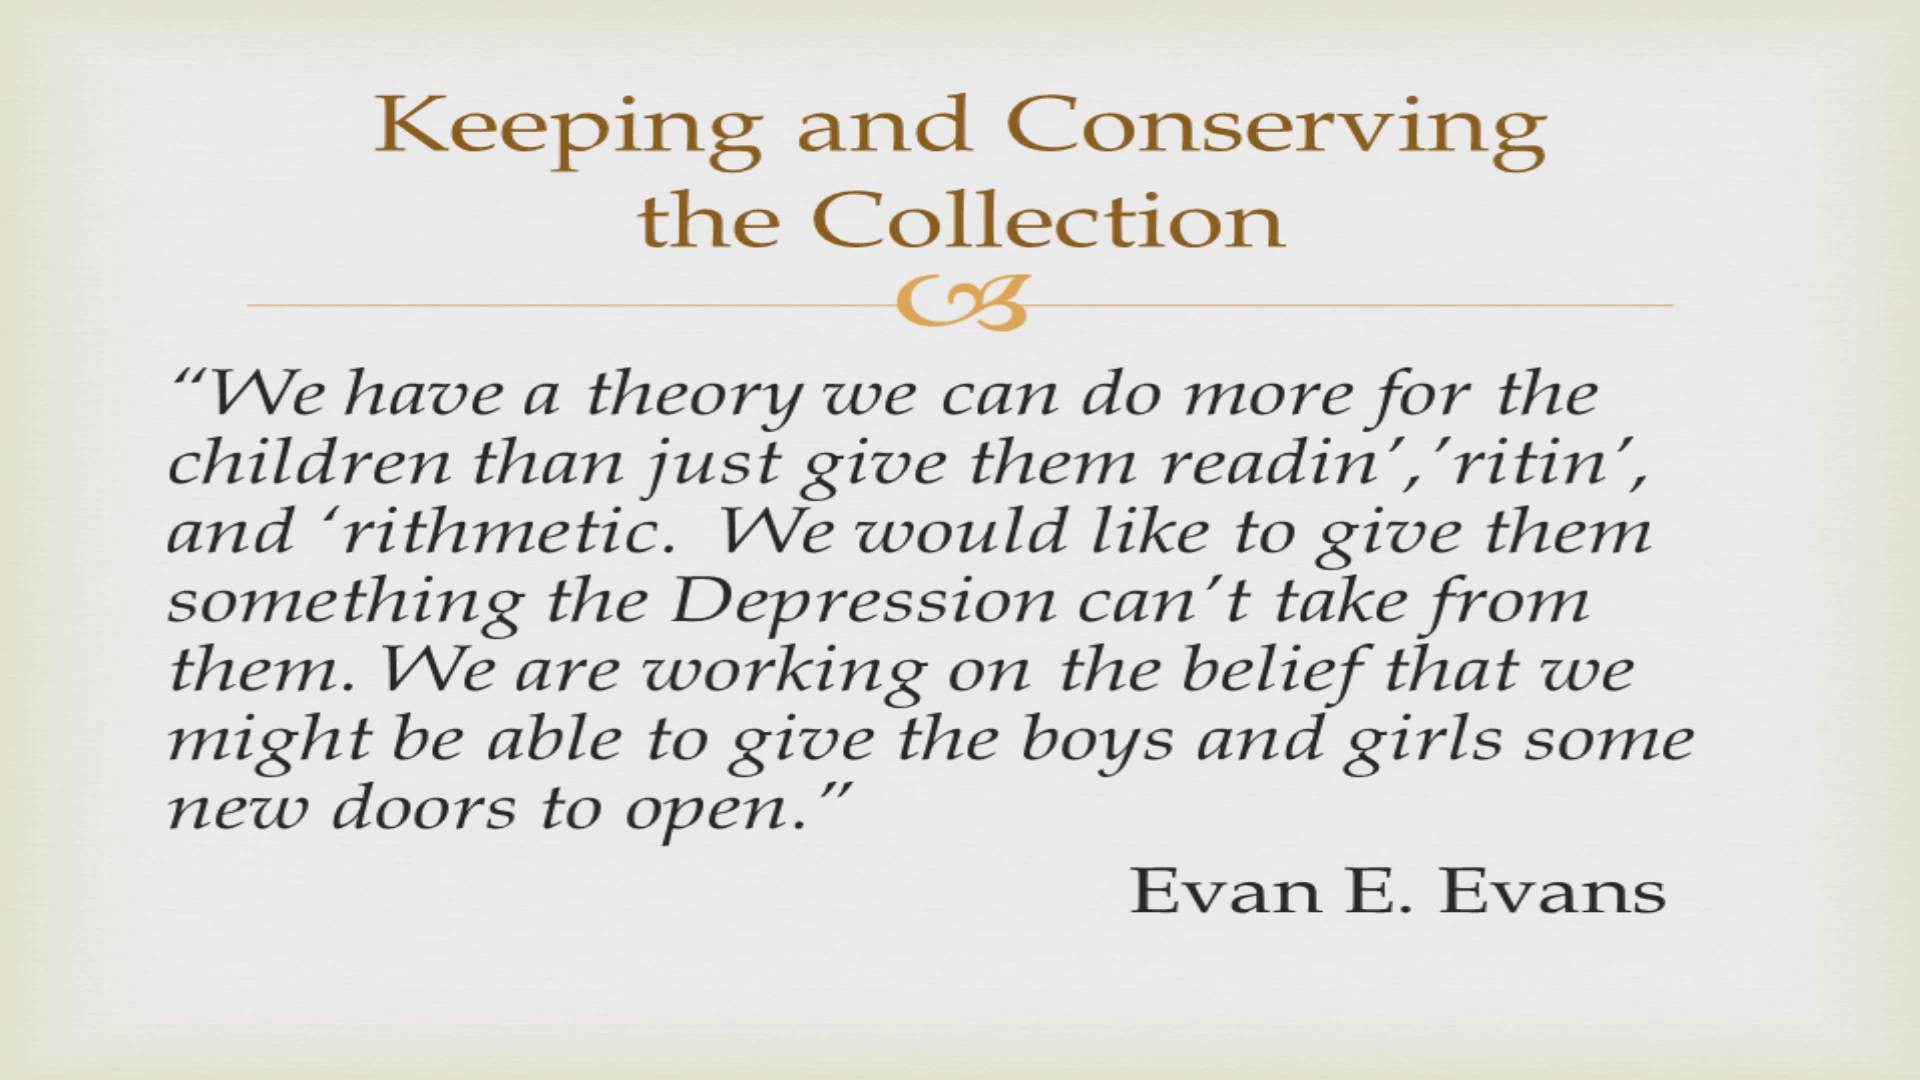 Keeping and Conserving
the Collection
“We have a theory we can do more for the
children than just give them readin’,’ritin’,
and ‘rithmetic.  We would like to give them
something the Depression can’t take from
them. We are working on the belief that we
might be able to give the boys and girls some
new doors to open.”
Evan E. Evans